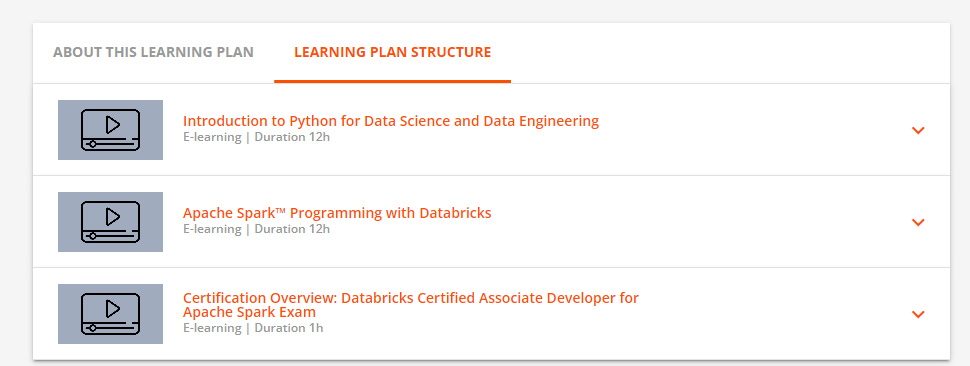 ABOUT THIS LEARNING PLAN
LEARNING PLAN STRUCTURE
Introduction to Python for Data Science and Data Engineering
E-learning | Duration 12h
Apache Spark™ Programming with Databricks
E-learning | Duration 12h
Certification Overview: Databricks Certified Associate Developer for
Apache Spark Exam
E-learning | Duration 1h